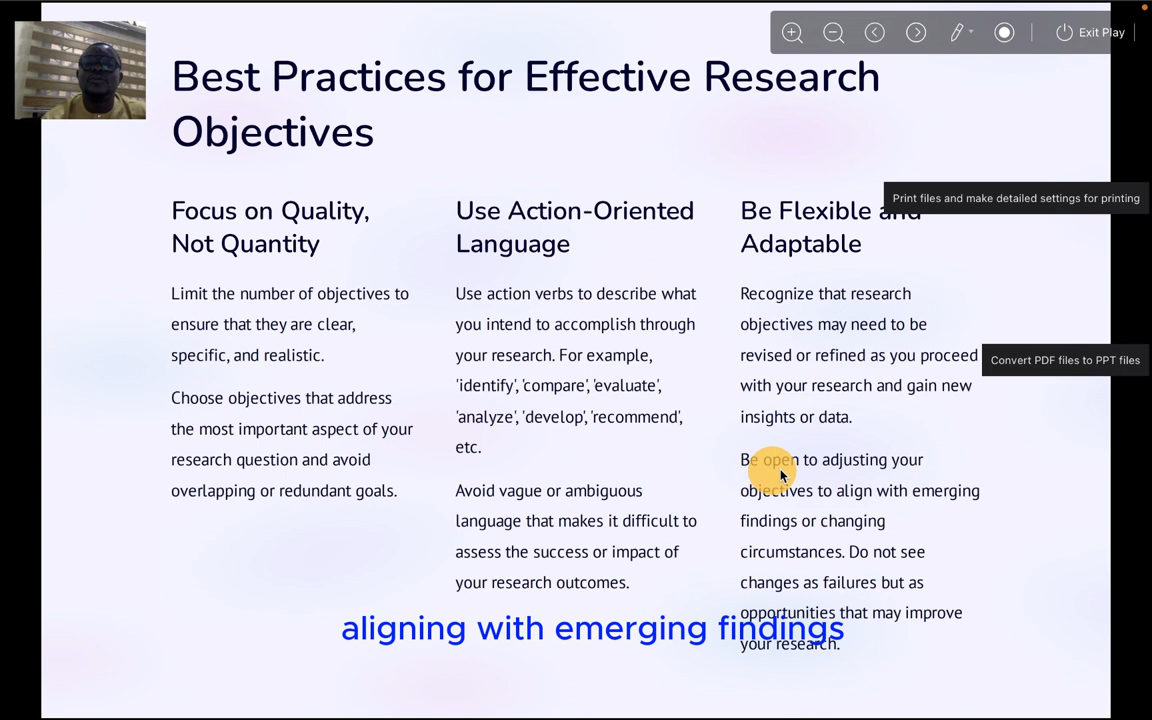 Exit Play
Best Practices for Effective Research
Objectives
Print files and make detailed settings for printing
Focus on Quality,
Not Quantity
Limit the number of objectives to
ensure that they are clear,
specific, and realistic.
Choose objectives that address
the most important aspect of your
research question and avoid
overlapping or redundant goals.
Use Action-Oriented
Language
Use action verbs to describe what
you intend to accomplish through
your research. For example,
'identify', 'compare', 'evaluate',
'analyze', 'develop', 'recommend',
etc.
Avoid vague or ambiguous
language that makes it difficult to
assess the success or impact of
your research outcomes.
Be Flexible and
Adaptable
Recognize that research
objectives may need to be
revised or refined as you proceed
with your research and gain new
insights or data.
Convert PDF files to PPT files
Be open to adjusting your
objectives to align with emerging
findings or changing
circumstances. Do not see
changes as failures but as
opportunities that may improve
your research.
aligning with emerging findings